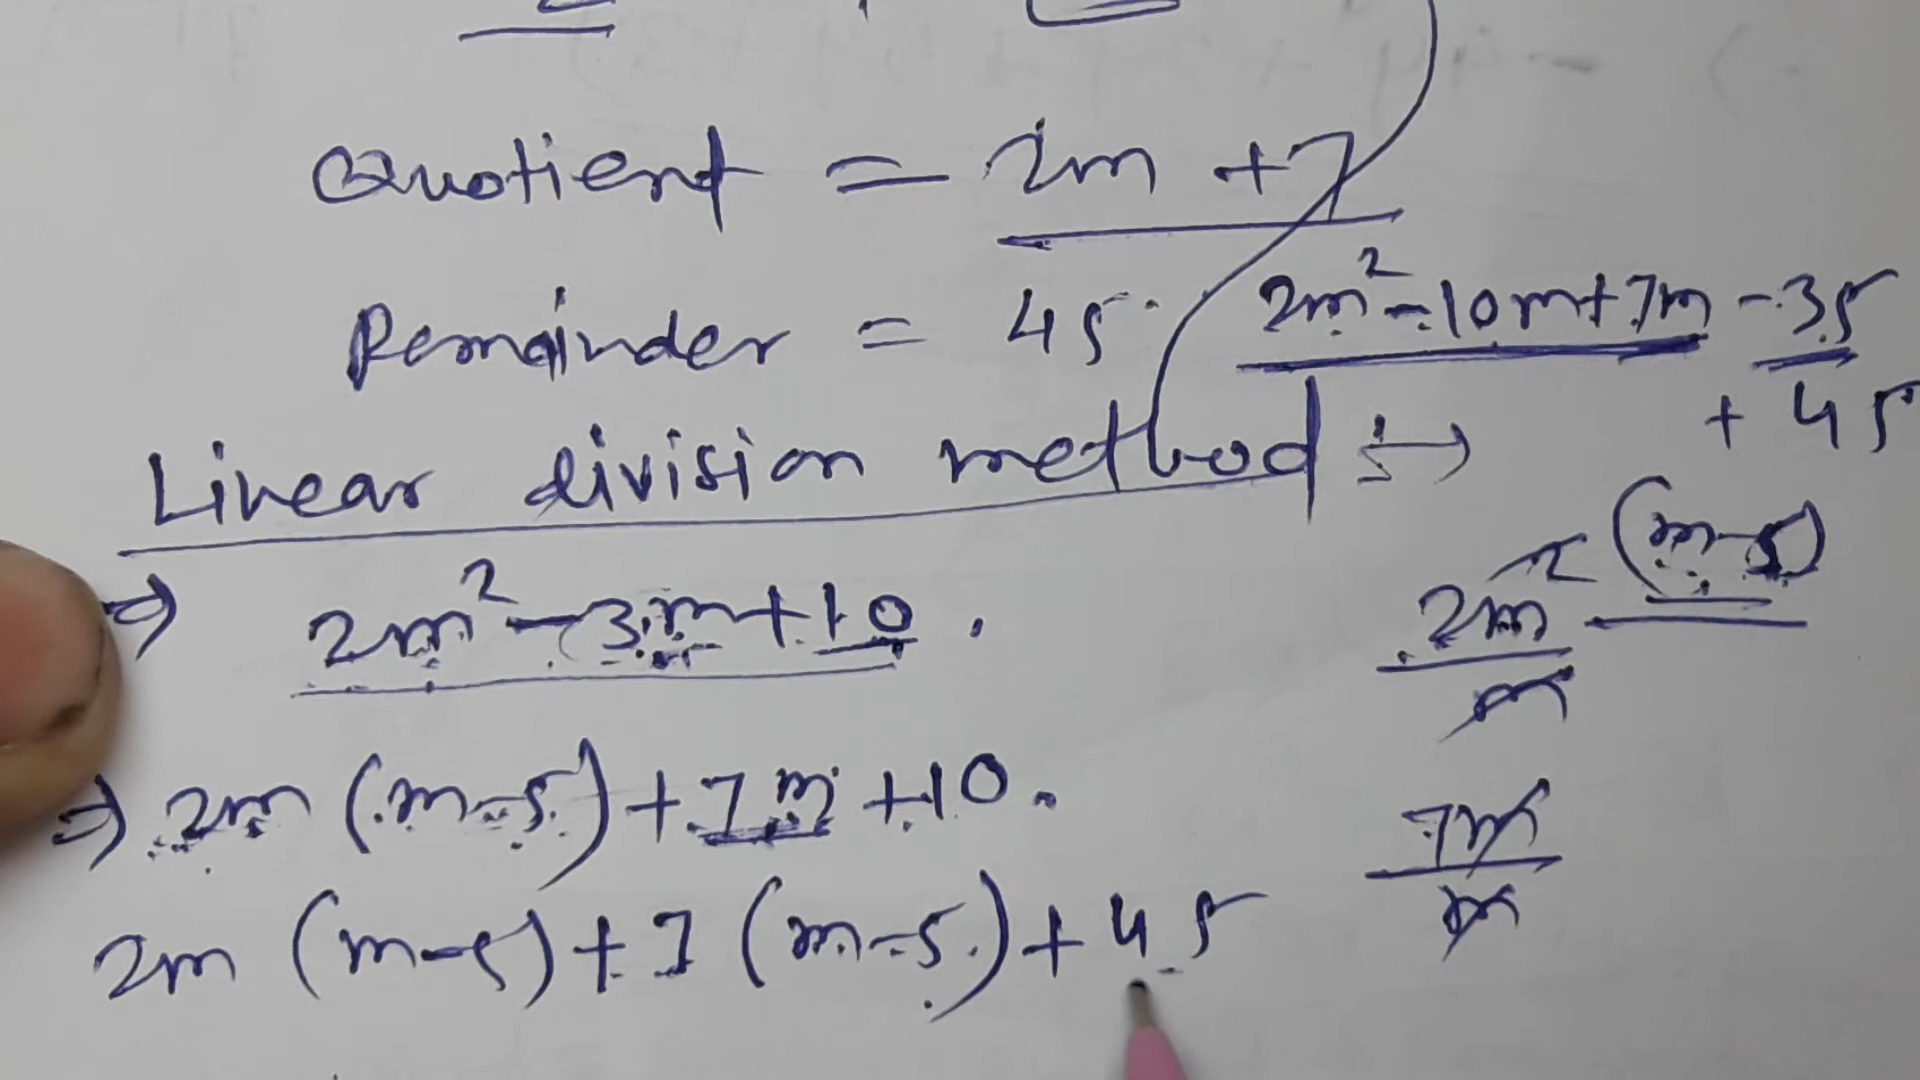 Quotient = 2m + 7
Remainder = 45
2m² - 10m + 7m - 35
+ 45
Linear division method :→
⇒ 2m² - 3m + 10.
2m²
m
(m-5)
⇒ 2m (m-5) + 7m + 10.
7m
m
2m (m-5) + 7 (m-5) + 45